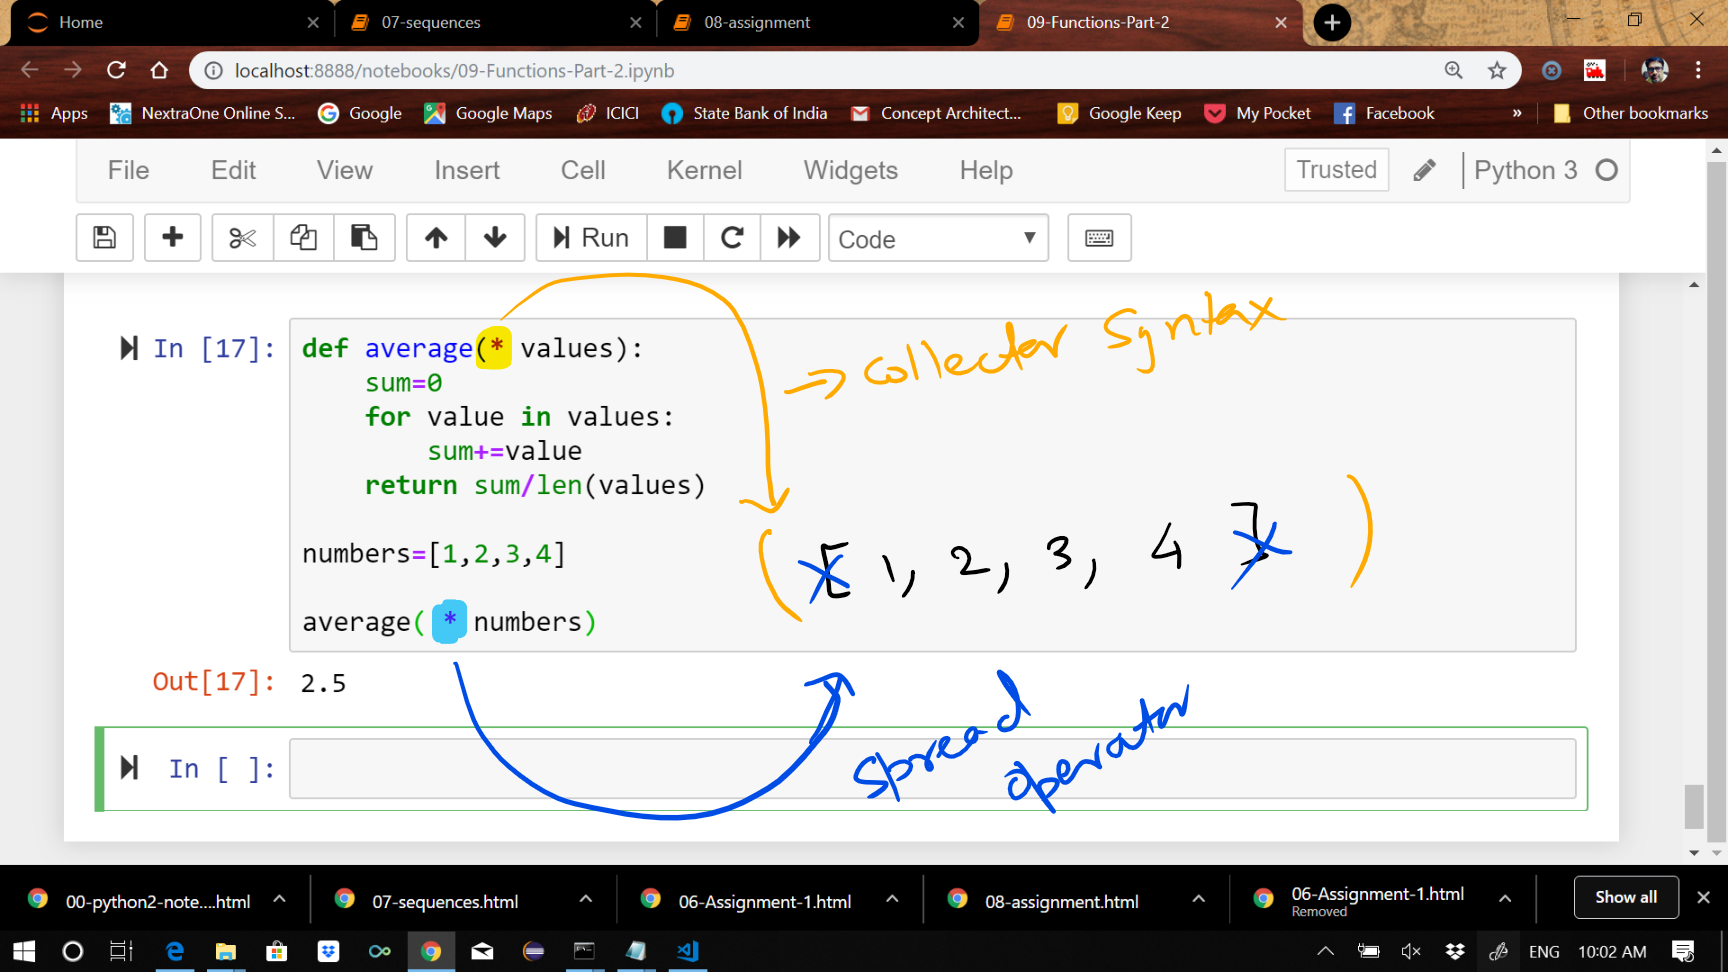 Home
07-sequences
08-assignment
09-Functions-Part-2
localhost:8888/notebooks/09-Functions-Part-2.ipynb
Apps
NextraOne Online S...
Google
Google Maps
ICICI
State Bank of India
Concept Architect...
Google Keep
My Pocket
Facebook
»
Other bookmarks
File Edit View Insert Cell Kernel Widgets Help
Trusted
Python 3
Run
Code
In [17]:
def average(* values):
    sum=0
    for value in values:
        sum+=value
    return sum/len(values)
numbers=[1,2,3,4]
average( * numbers)
→ Collector Syntax
( [ 1, 2, 3, 4 ] )
Out[17]: 2.5
spread operator
In [ ]:
00-python2-note....html
07-sequences.html
06-Assignment-1.html
08-assignment.html
06-Assignment-1.html
Removed
Show all
ENG
10:02 AM